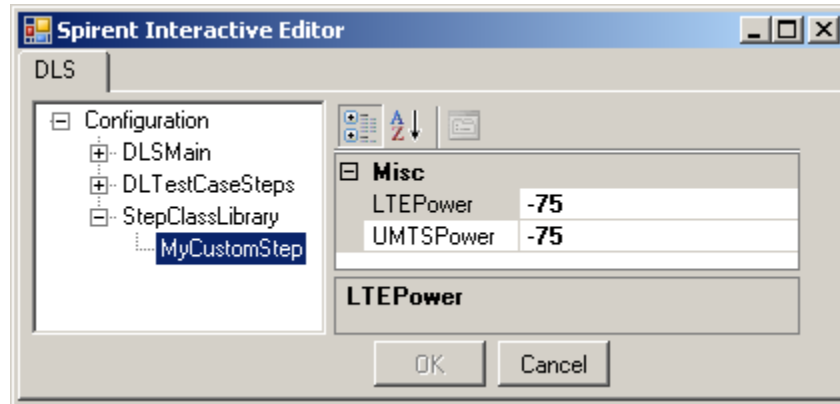 Spirent Interactive Editor
DLS
Configuration
DLSMain
DLTestCaseSteps
StepClassLibrary
MyCustomStep
A
Z
Misc
LTEPower -75
UMTSPower -75
LTEPower
OK Cancel